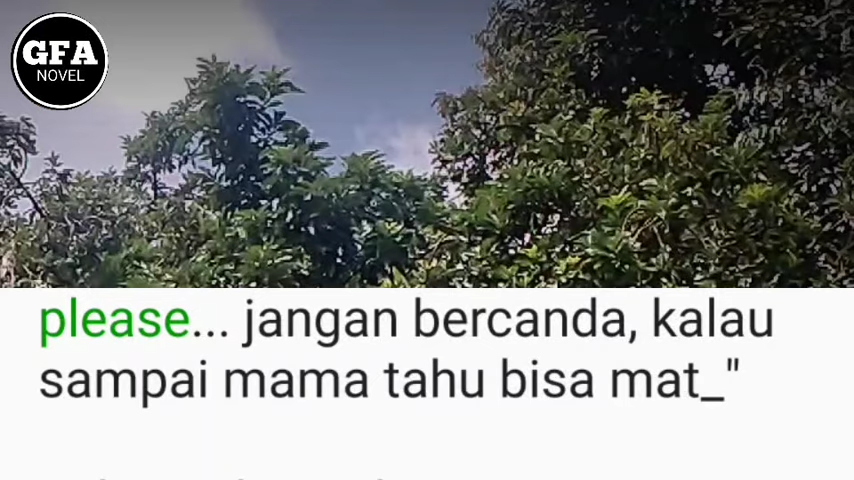 GFA
NOVEL
please... jangan bercanda, kalau
sampai mama tahu bisa mat_"